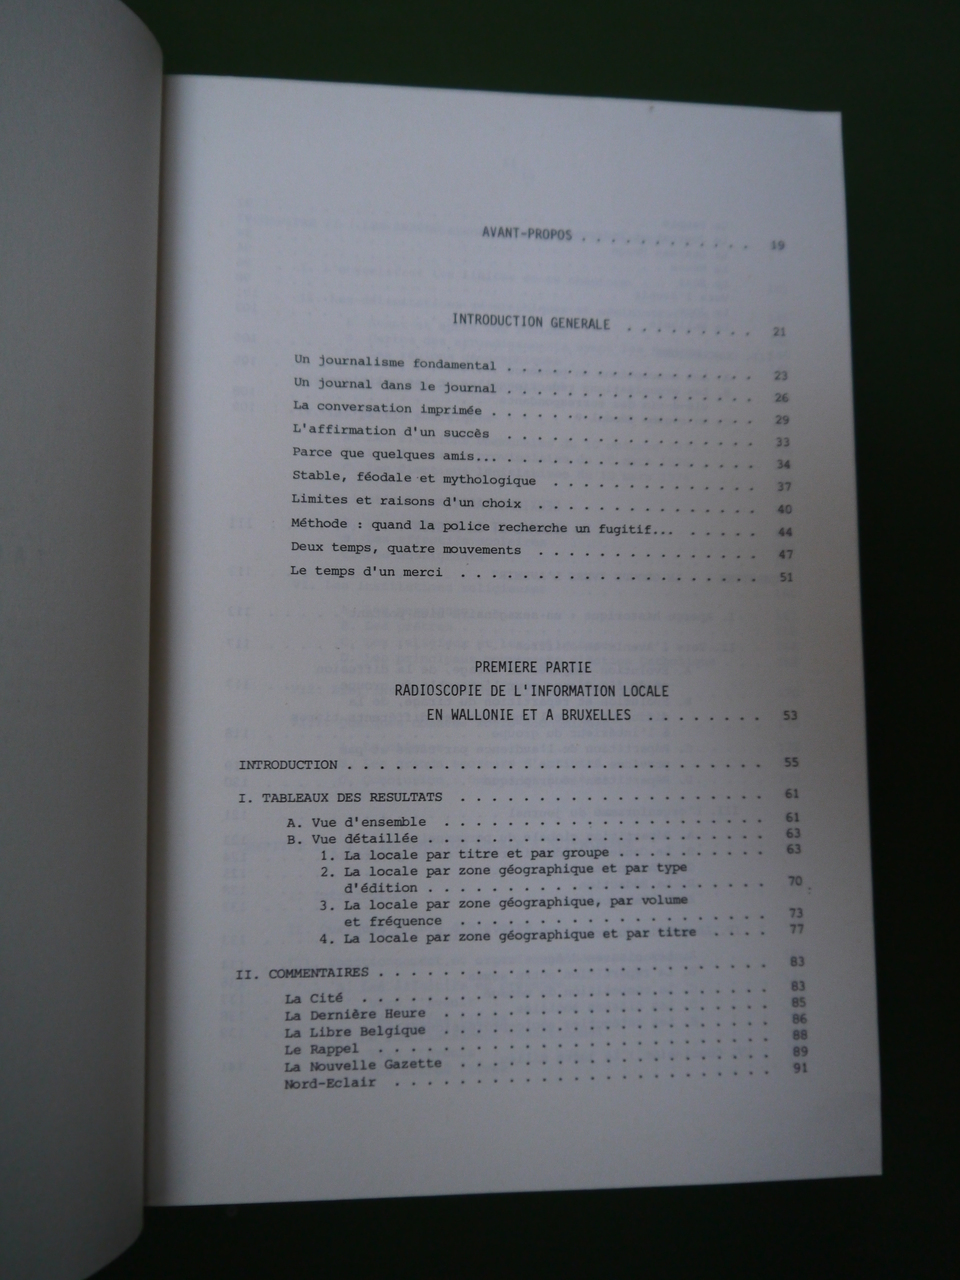 AVANT-PROPOS . . . . . . . . . . . 19
INTRODUCTION GENERALE . . . . . . . . 21
Un journalisme fondamental . . . . . . . . . . . . . . . . 23
Un journal dans le journal . . . . . . . . . . . . . . . . 26
La conversation imprimée . . . . . . . . . . . . . . . . . 29
L'affirmation d'un succès . . . . . . . . . . . . . . . . 33
Parce que quelques amis... . . . . . . . . . . . . . . . 34
Stable, féodale et mythologique . . . . . . . . . . . . . 37
Limites et raisons d'un choix . . . . . . . . . . . . . . 40
Méthode : quand la police recherche un fugitif... . . . . . 44
Deux temps, quatre mouvements . . . . . . . . . . . . . . 47
Le temps d'un merci . . . . . . . . . . . . . . . . . . . 51
PREMIERE PARTIE
RADIOSCOPIE DE L'INFORMATION LOCALE
EN WALLONIE ET A BRUXELLES . . . . . . . . 53
INTRODUCTION . . . . . . . . . . . . . . . . . . . . . . . . . . 55
I. TABLEAUX DES RESULTATS . . . . . . . . . . . . . . . . . . . 61
A. Vue d'ensemble . . . . . . . . . . . . . . . . . . . . . 61
B. Vue détaillée . . . . . . . . . . . . . . . . . . . . . 63
1. La locale par titre et par groupe . . . . . . . . . . 63
2. La locale par zone géographique et par type
d'édition . . . . . . . . . . . . . . . . . . . . . 70
3. La locale par zone géographique, par volume
et fréquence . . . . . . . . . . . . . . . . . . . 73
4. La locale par zone géographique et par titre . . . . 77
II. COMMENTAIRES . . . . . . . . . . . . . . . . . . . . . . . . 83
La Cité . . . . . . . . . . . . . . . . . . . . . . . . . 83
La Dernière Heure . . . . . . . . . . . . . . . . . . . . 85
La Libre Belgique . . . . . . . . . . . . . . . . . . . . 86
Le Rappel . . . . . . . . . . . . . . . . . . . . . . . . 88
La Nouvelle Gazette . . . . . . . . . . . . . . . . . . . 89
Nord-Eclair . . . . . . . . . . . . . . . . . . . . . . . 91